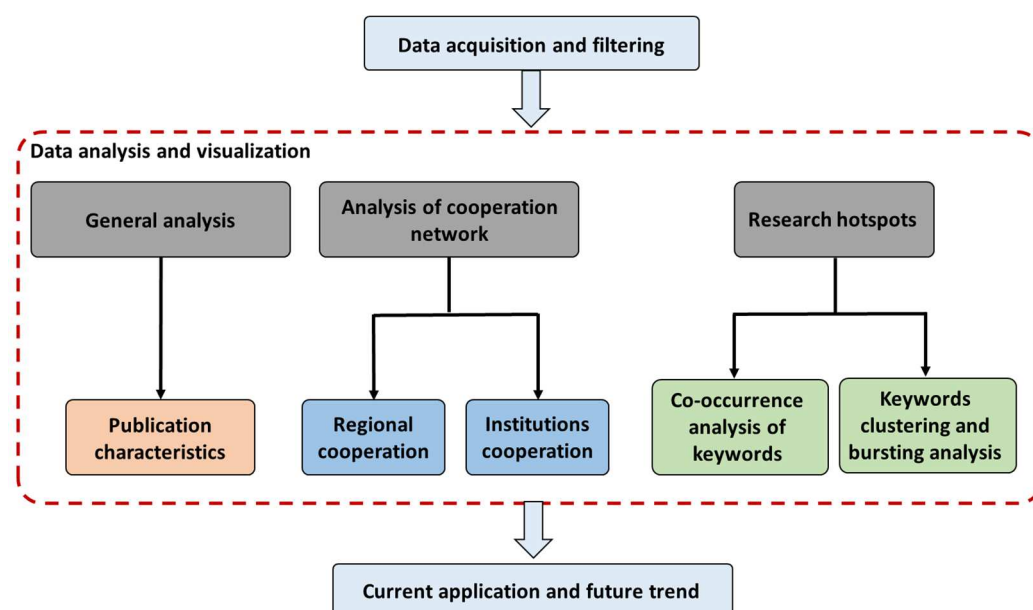 Data acquisition and filtering
Data analysis and visualization
General analysis
Analysis of cooperation
network
Research hotspots
Publication
characteristics
Regional
cooperation
Institutions
cooperation
Co-occurrence
analysis of
keywords
Keywords
clustering and
bursting analysis
Current application and future trend